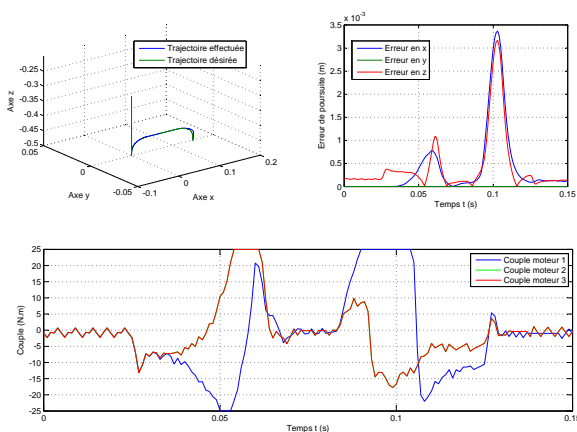 Trajectoire effectuée
Trajectoire désirée
-0.25
-0.3
-0.35
-0.4
-0.45
-0.5
Axe z
0.05
0
-0.05
Axe y
-0.1
0
0.1
0.2
Axe x
x 10⁻³
3.5
3
2.5
2
1.5
1
0.5
0
Erreur de poursuite (m)
Erreur en x
Erreur en y
Erreur en z
0
0.05
0.1
0.15
Temps t (s)
25
20
15
10
5
0
-5
-10
-15
-20
-25
Couple (N.m)
Couple moteur 1
Couple moteur 2
Couple moteur 3
0
0.05
0.1
0.15
Temps t (s)